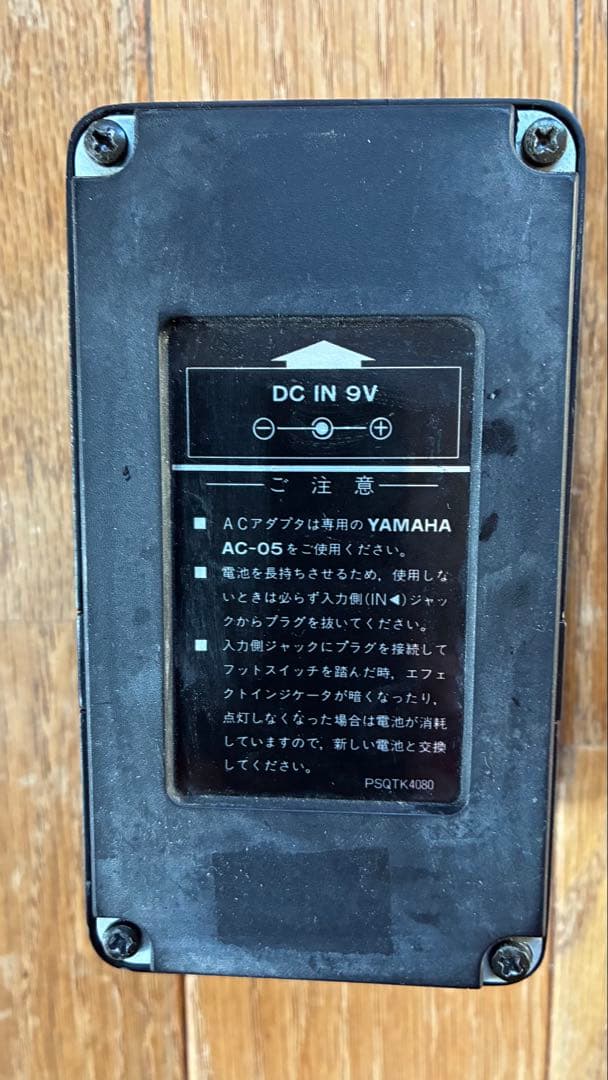 DC IN 9V
⊖ ⊕
ご注意
■ ACアダプタは専用の YAMAHA
AC-05をご使用ください。
■ 電池を長持ちさせるため，使用しな
いときは必ず入力側(IN◀)ジャッ
クからプラグを抜いてください。
■ 入力側ジャックにプラグを接続して
フットスイッチを踏んだ時，エフェ
クトインジケータが暗くなったり，
点灯しなくなった場合は電池が消耗
していますので，新しい電池と交換
してください。
PSQTK4080